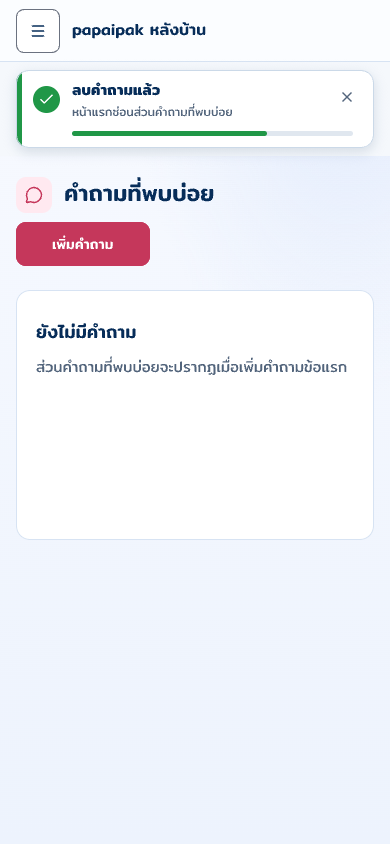 papaipak หลังบ้าน
ลบคำถามแล้ว
หน้าแรกซ่อนส่วนคำถามที่พบบ่อย
คำถามที่พบบ่อย
เพิ่มคำถาม
ยังไม่มีคำถาม
ส่วนคำถามที่พบบ่อยจะปรากฏเมื่อเพิ่มคำถามข้อแรก